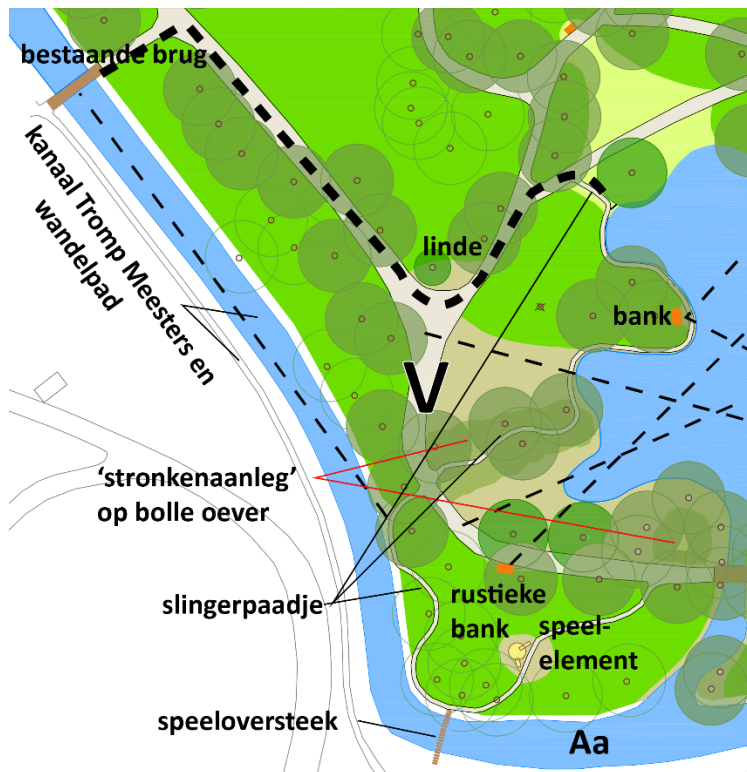 bestaande brug
kanaal Tromp Meesters en
wandelpad
linde
bank
V
‘stronkenaanleg’
op bolle oever
slingerpaadje
rustieke
bank
speel-
element
speeloversteek
Aa